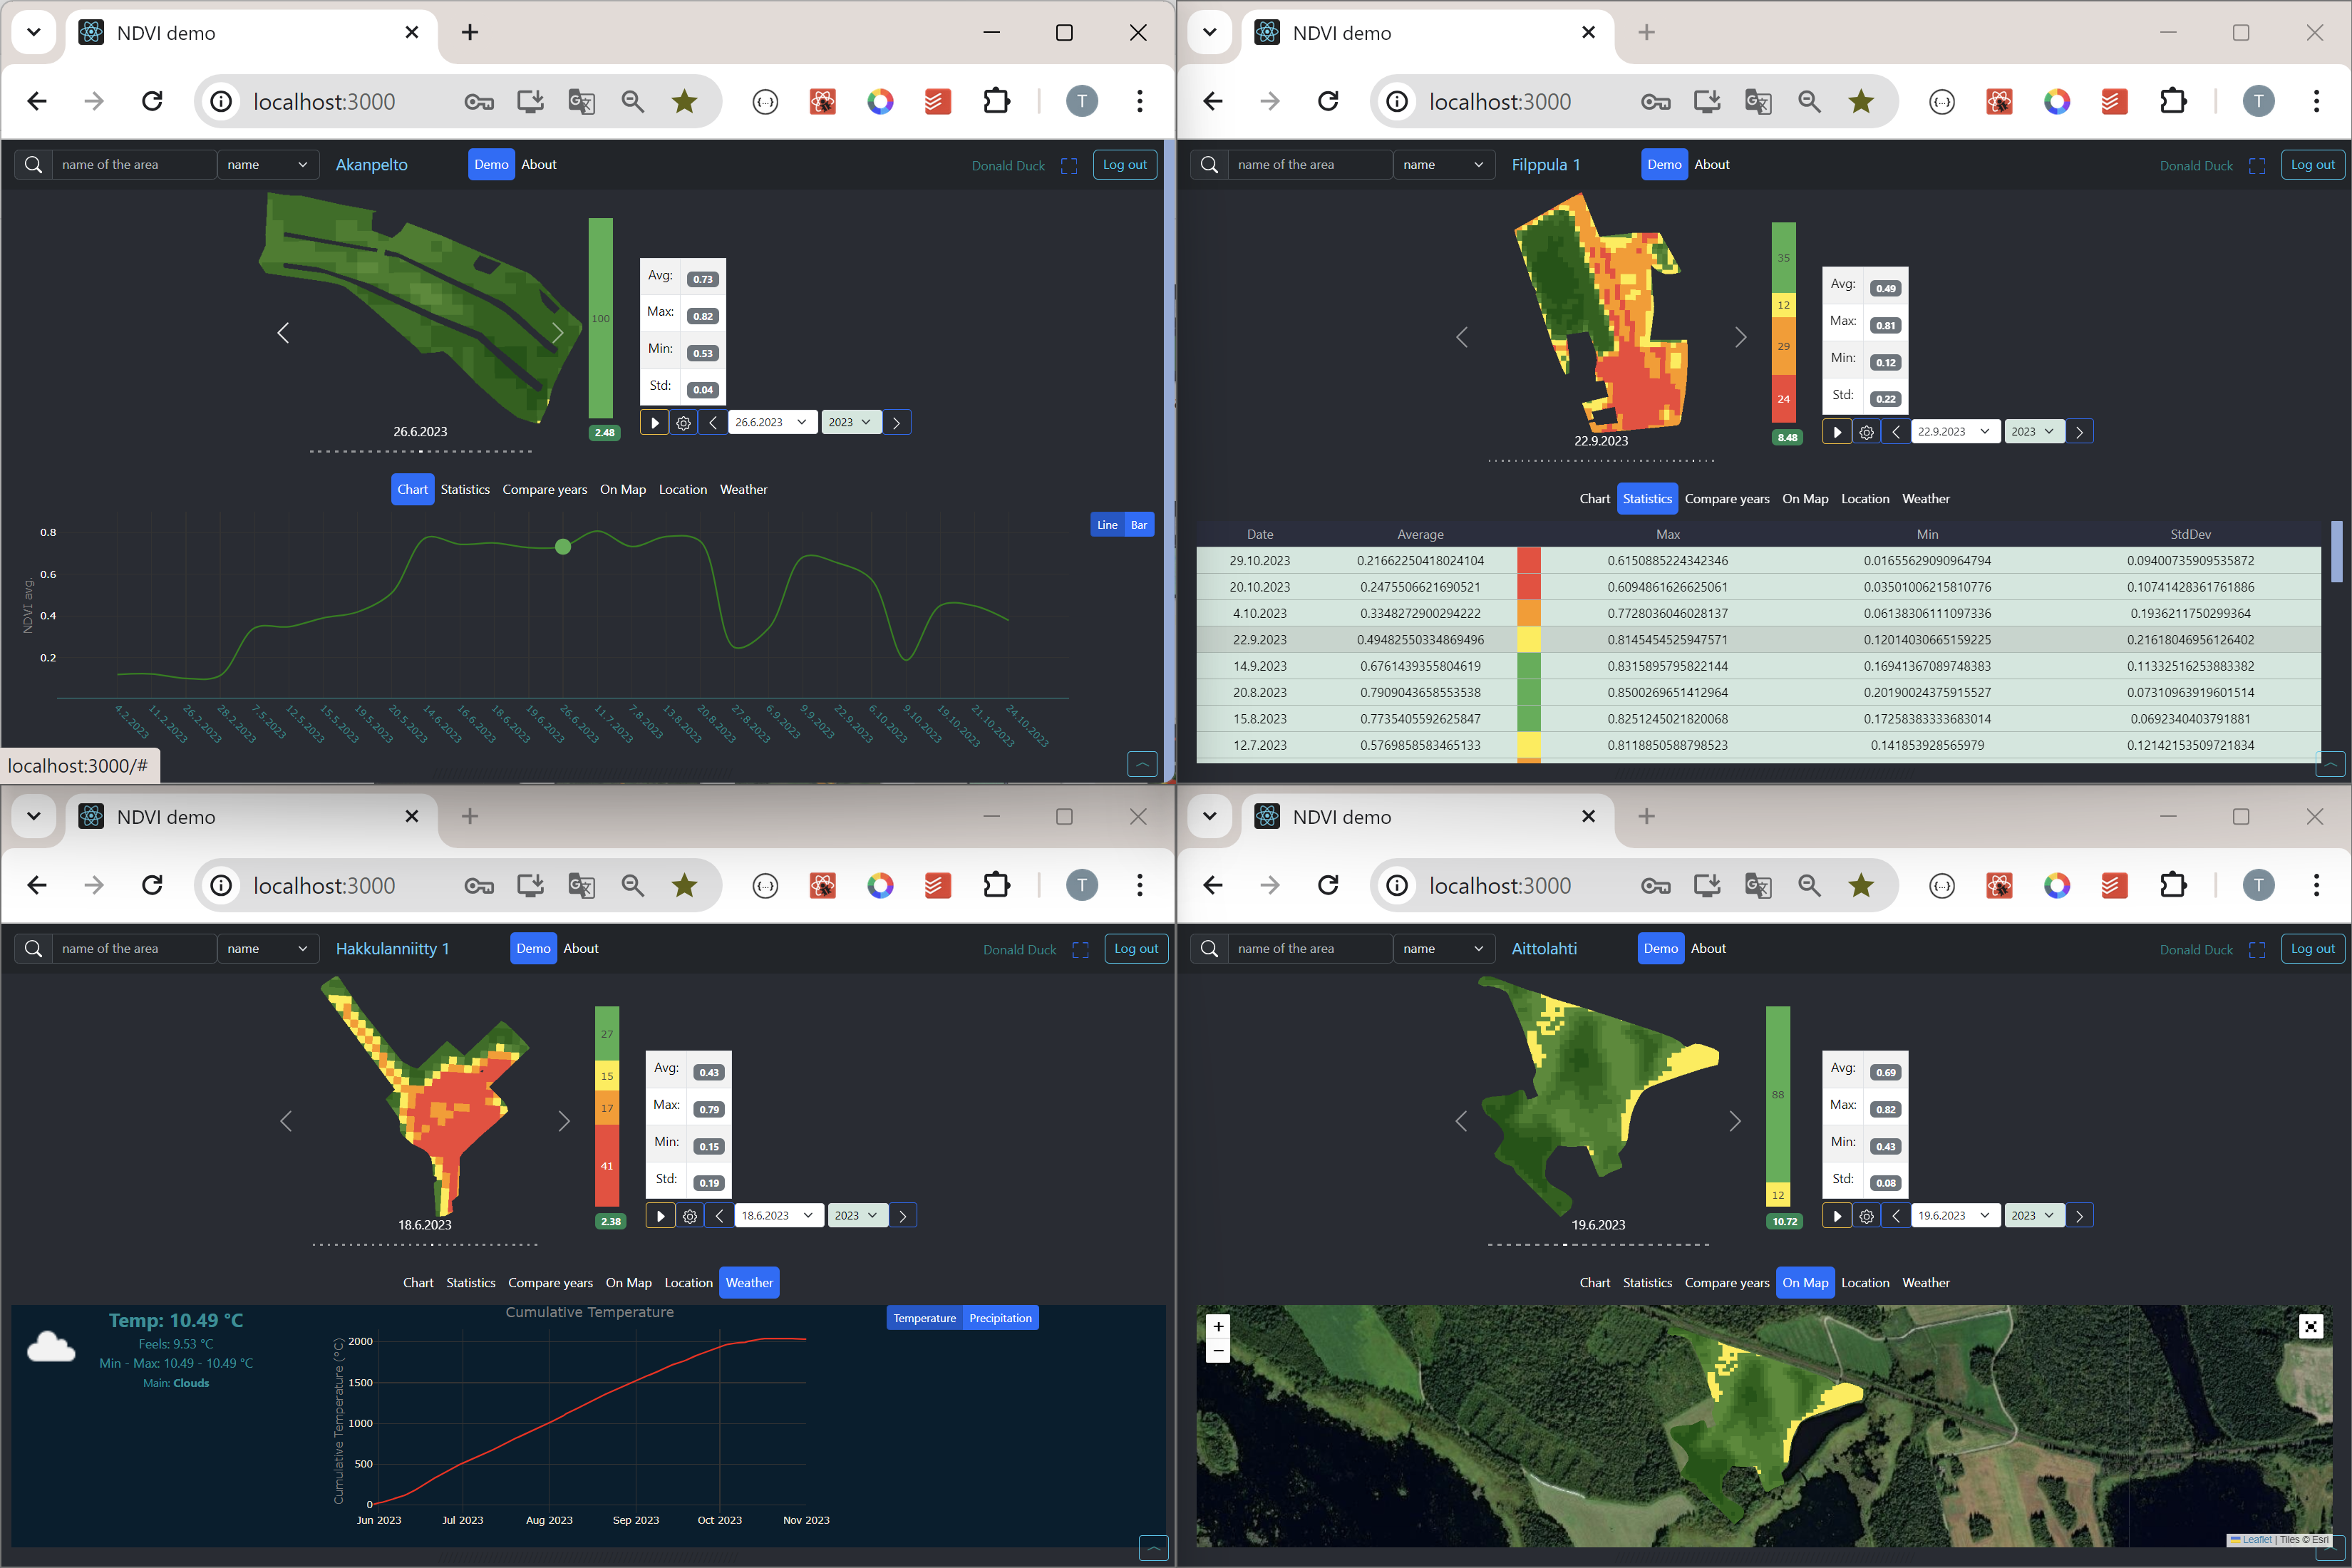 NDVI demo
localhost:3000
T
name of the area
name
Akanpelto
Demo
About
Donald Duck
Log out
100
2.48
Avg: 0.73
Max: 0.82
Min: 0.53
Std: 0.04
26.6.2023
2023
26.6.2023
Chart Statistics Compare years On Map Location Weather
Line Bar
NDVI avg.
0.8
0.6
0.4
0.2
4.2.2023 11.2.2023 26.2.2023 28.2.2023 7.5.2023 12.5.2023 15.5.2023 19.5.2023 20.5.2023 14.6.2023 16.6.2023 18.6.2023 19.6.2023 26.6.2023 11.7.2023 7.8.2023 13.8.2023 20.8.2023 27.8.2023 6.9.2023 9.9.2023 22.9.2023 6.10.2023 9.10.2023 19.10.2023 21.10.2023 24.10.2023
localhost:3000/#
NDVI demo
localhost:3000
T
name of the area
name
Filppula 1
Demo
About
Donald Duck
Log out
35
12
29
24
8.48
Avg: 0.49
Max: 0.81
Min: 0.12
Std: 0.22
22.9.2023
2023
22.9.2023
Chart Statistics Compare years On Map Location Weather
Date Average Max Min StdDev
29.10.2023 0.21662250418024104 0.6150885224342346 0.01655629090964794 0.09400735909535872
20.10.2023 0.2475506621690521 0.6094861626625061 0.03501006215810776 0.10741428361761886
4.10.2023 0.3348272900294222 0.7728036046028137 0.06138306111097336 0.1936211750299364
22.9.2023 0.49482550334869496 0.8145454525947571 0.12014030665159225 0.21618046956126402
14.9.2023 0.6761439355804619 0.8315895795822144 0.16941367089748383 0.11332516253883382
20.8.2023 0.7909043658553538 0.8500269651412964 0.20190024375915527 0.07310963919601514
15.8.2023 0.7735405592625847 0.8251245021820068 0.17258383333683014 0.0692340403791881
12.7.2023 0.5769858583465133 0.8118850588798523 0.141853928565979 0.12142153509721834
NDVI demo
localhost:3000
T
name of the area
name
Hakkulanniitty 1
Demo
About
Donald Duck
Log out
27
15
17
41
2.38
Avg: 0.43
Max: 0.79
Min: 0.15
Std: 0.19
18.6.2023
2023
18.6.2023
Chart Statistics Compare years On Map Location Weather
Temp: 10.49 °C
Feels: 9.53 °C
Min - Max: 10.49 - 10.49 °C
Main: Clouds
Cumulative Temperature
Temperature Precipitation
Cumulative Temperature (°C)
2000
1500
1000
500
0
Jun 2023 Jul 2023 Aug 2023 Sep 2023 Oct 2023 Nov 2023
NDVI demo
localhost:3000
T
name of the area
name
Aittolahti
Demo
About
Donald Duck
Log out
88
12
10.72
Avg: 0.69
Max: 0.82
Min: 0.43
Std: 0.08
19.6.2023
2023
19.6.2023
Chart Statistics Compare years On Map Location Weather
+
−
Leaflet | Tiles © Esri